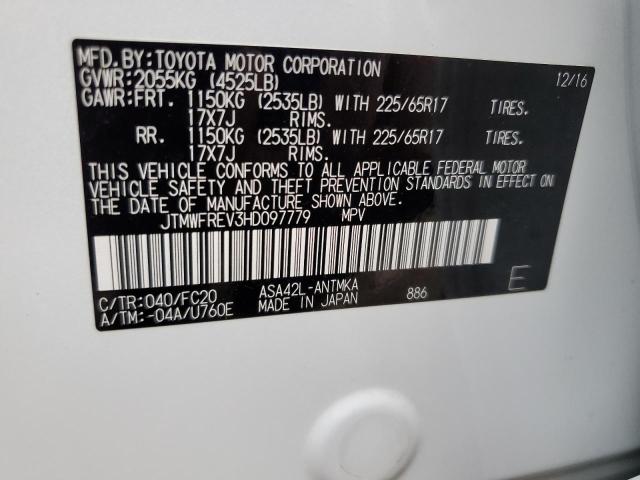 MFD.BY:TOYOTA MOTOR CORPORATION 12/16
GVWR:2055KG (4525LB)
GAWR:FRT. 1150KG (2535LB) WITH 225/65R17 TIRES.
17X7J RIMS.
RR. 1150KG (2535LB) WITH 225/65R17 TIRES.
17X7J RIMS.
THIS VEHICLE CONFORMS TO ALL APPLICABLE FEDERAL MOTOR
VEHICLE SAFETY AND THEFT PREVENTION STANDARDS IN EFFECT ON
THE DATE OF MANUFACTURE SHOWN ABOVE.
JTMWFREV3HD097779 MPV
C/TR:040/FC20 ASA42L-ANTMKA 886 E
A/TM:-04A/U760E MADE IN JAPAN